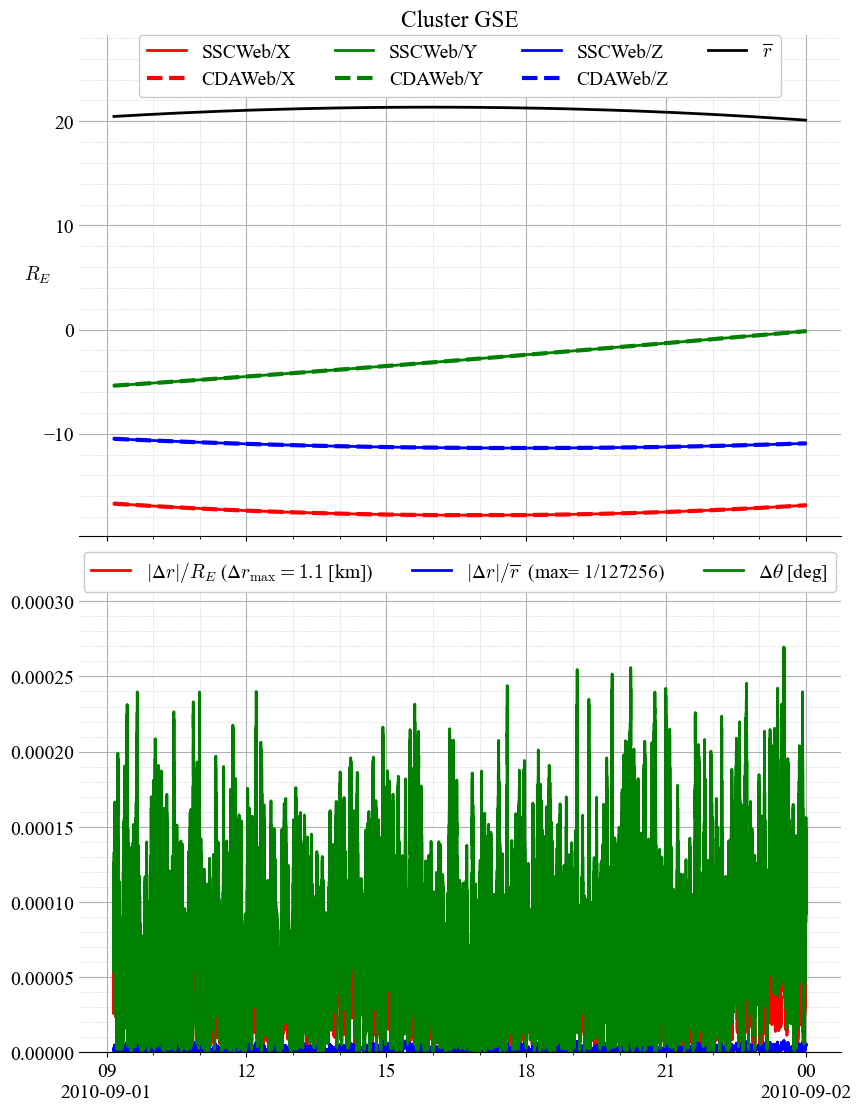 Cluster GSE
SSCWeb/X SSCWeb/Y SSCWeb/Z r̅
CDAWeb/X CDAWeb/Y CDAWeb/Z
20
10
R_E
0
−10
|Δr|/R_E (Δr_max = 1.1 [km]) |Δr|/r̅ (max= 1/127256) Δθ [deg]
0.00030
0.00025
0.00020
0.00015
0.00010
0.00005
0.00000
09 12 15 18 21 00
2010-09-01 2010-09-02